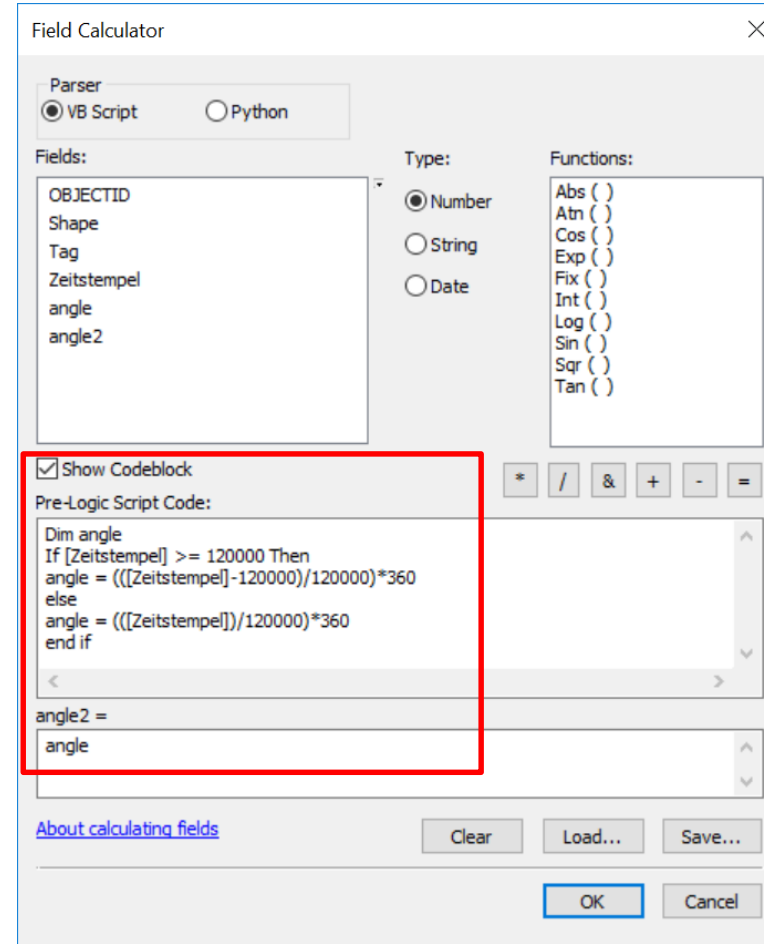 Field Calculator
Parser
VB Script Python
Fields:
OBJECTID
Shape
Tag
Zeitstempel
angle
angle2
Type:
Number
String
Date
Functions:
Abs ( )
Atn ( )
Cos ( )
Exp ( )
Fix ( )
Int ( )
Log ( )
Sin ( )
Sqr ( )
Tan ( )
Show Codeblock
* / & + - =
Pre-Logic Script Code:
Dim angle
If [Zeitstempel] >= 120000 Then
angle = (([Zeitstempel]-120000)/120000)*360
else
angle = (([Zeitstempel])/120000)*360
end if
angle2 =
angle
About calculating fields
Clear Load... Save...
OK Cancel